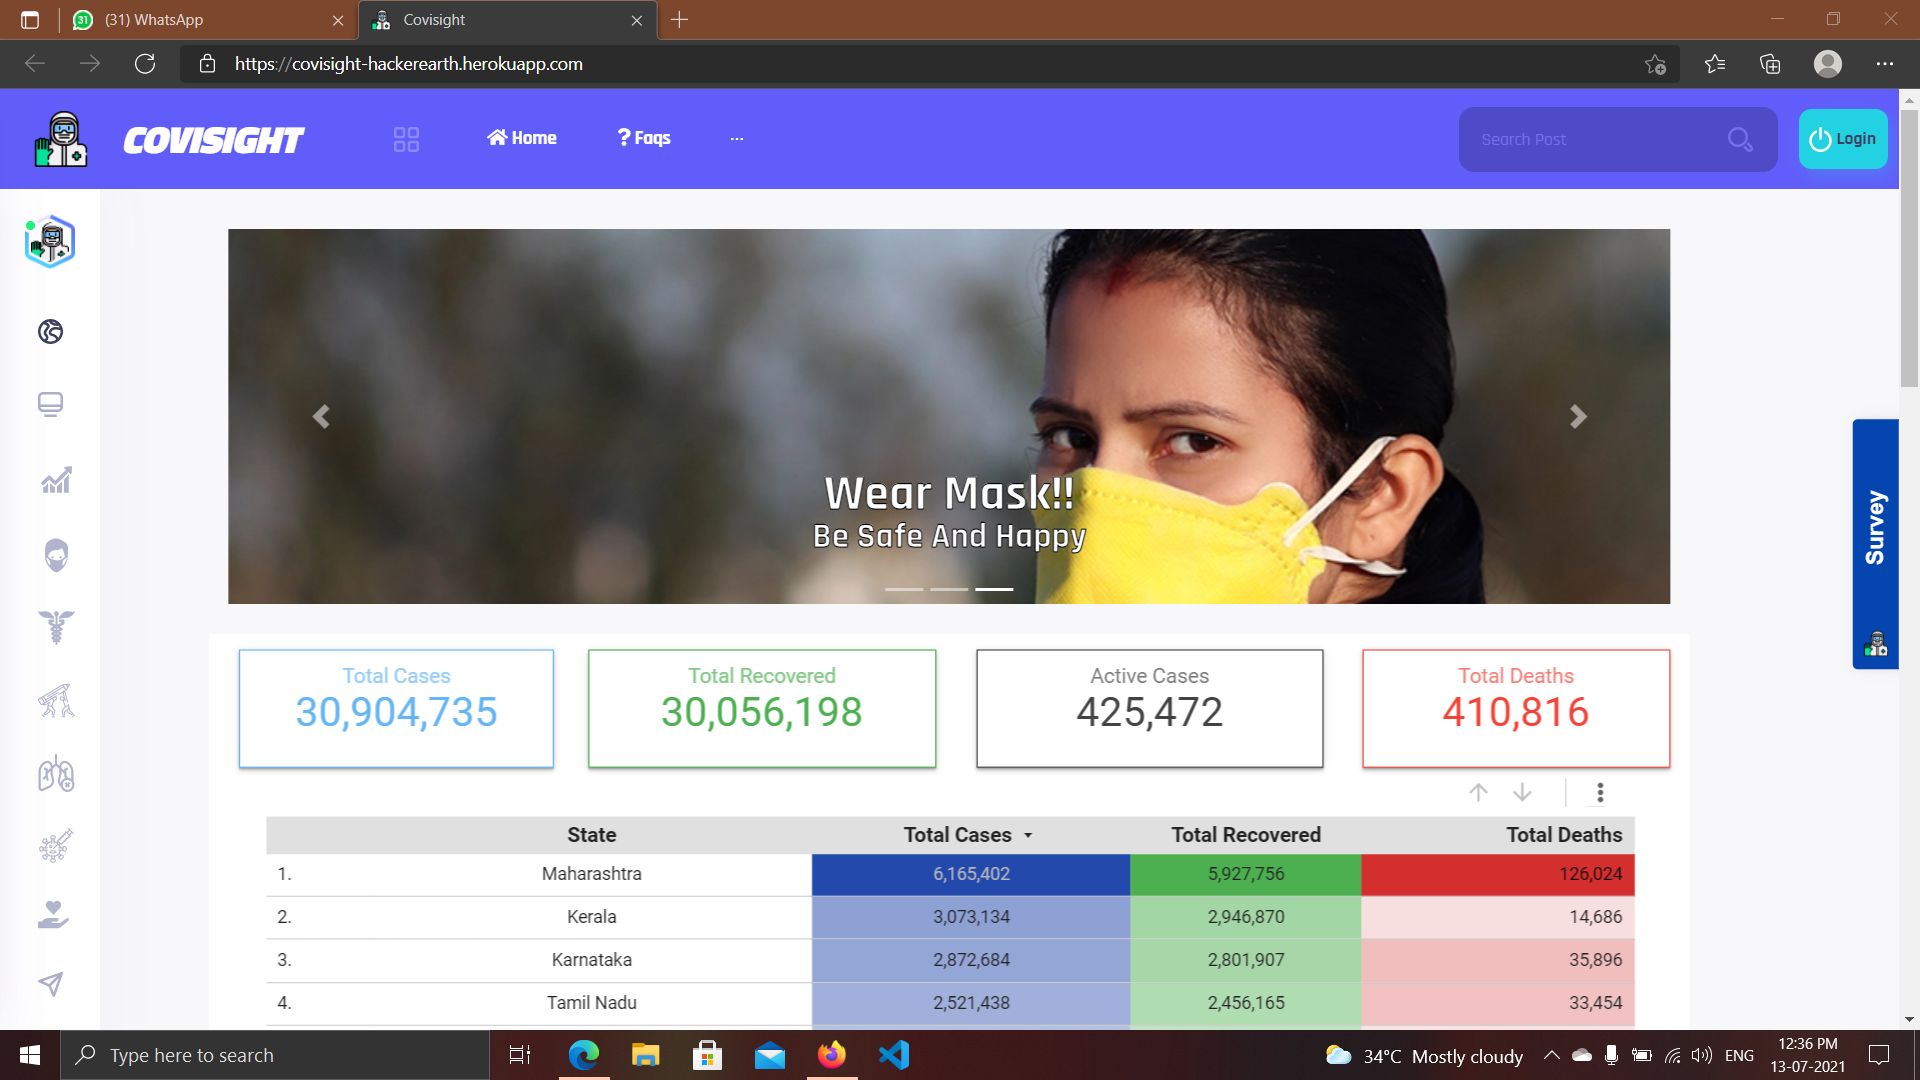 31
(31) WhatsApp
Covisight
https://covisight-hackerearth.herokuapp.com
COVISIGHT
Home
? Faqs
...
Search Post
Login
Wear Mask!!
Be Safe And Happy
Survey
Total Cases
30,904,735
Total Recovered
30,056,198
Active Cases
425,472
Total Deaths
410,816
State Total Cases Total Recovered Total Deaths
1. Maharashtra 6,165,402 5,927,756 126,024
2. Kerala 3,073,134 2,946,870 14,686
3. Karnataka 2,872,684 2,801,907 35,896
4. Tamil Nadu 2,521,438 2,456,165 33,454
Type here to search
34°C Mostly cloudy
ENG
12:36 PM
13-07-2021